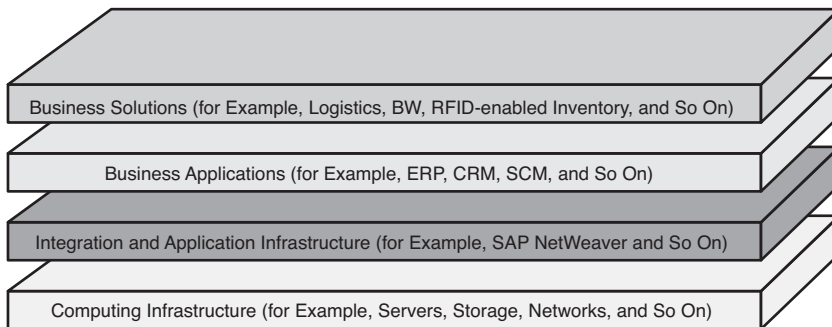 Business Solutions (for Example, Logistics, BW, RFID-enabled Inventory, and So On)
Business Applications (for Example, ERP, CRM, SCM, and So On)
Integration and Application Infrastructure (for Example, SAP NetWeaver and So On)
Computing Infrastructure (for Example, Servers, Storage, Networks, and So On)